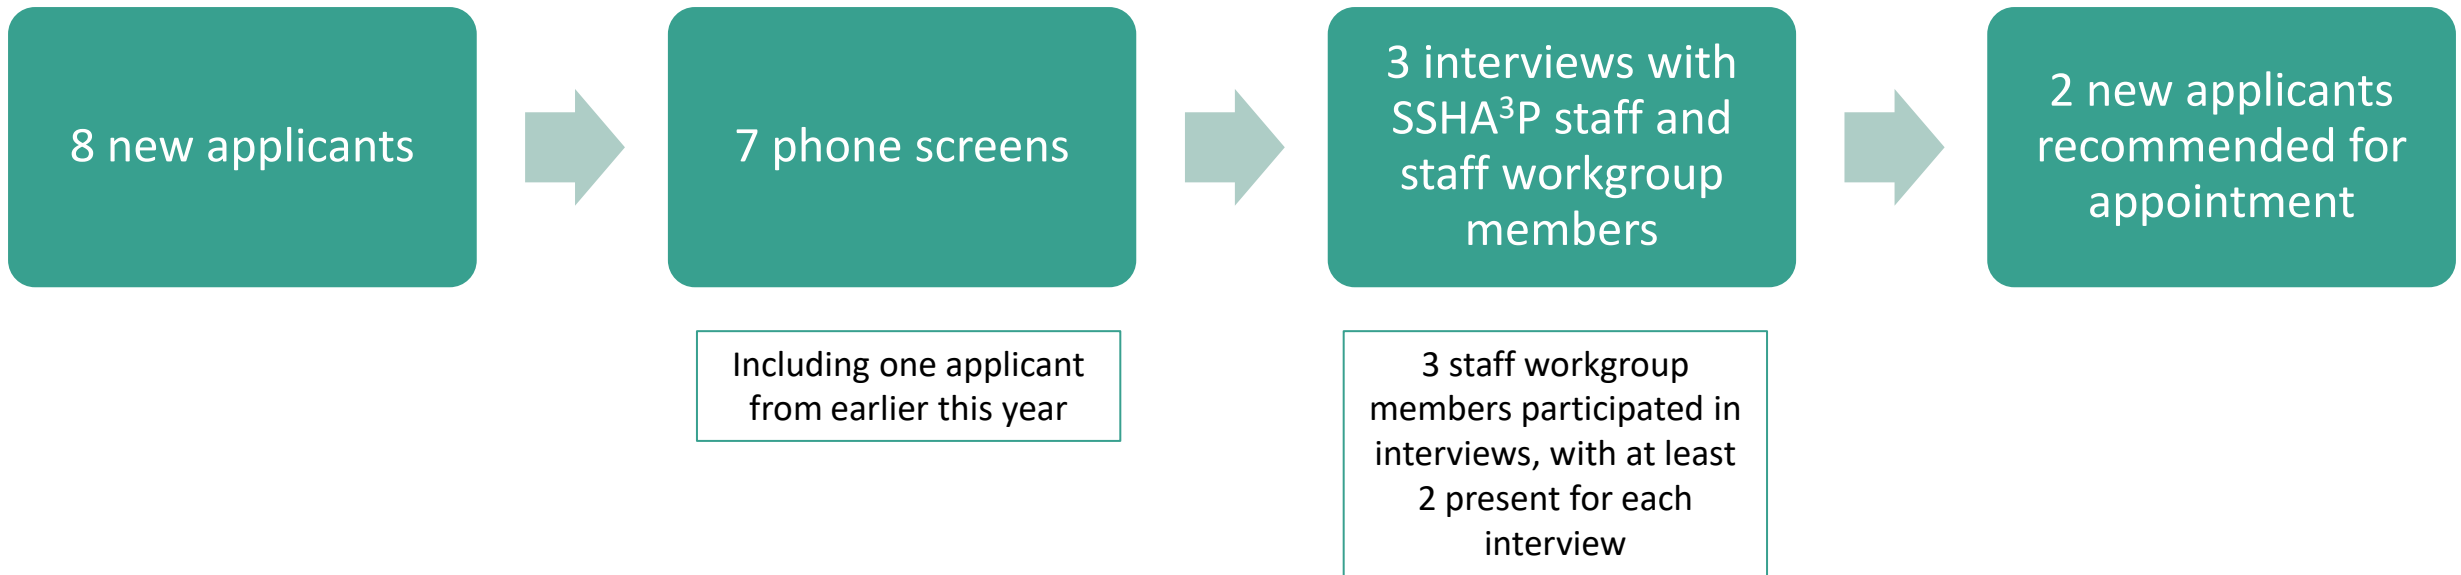 8 new applicants
7 phone screens
3 interviews with
SSHA³P staff and
staff workgroup
members
2 new applicants
recommended for
appointment
Including one applicant
from earlier this year
3 staff workgroup
members participated in
interviews, with at least
2 present for each
interview